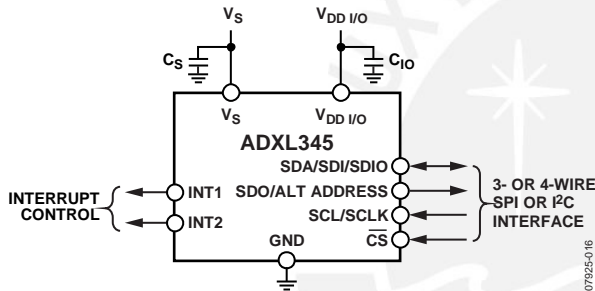 VS VDD I/O
CS CIO
VS VDD I/O
ADXL345
SDA/SDI/SDIO
INTERRUPT
CONTROL
INT1
INT2
SDO/ALT ADDRESS
SCL/SCLK
CS
GND
3- OR 4-WIRE
SPI OR I2C
INTERFACE
07925-016